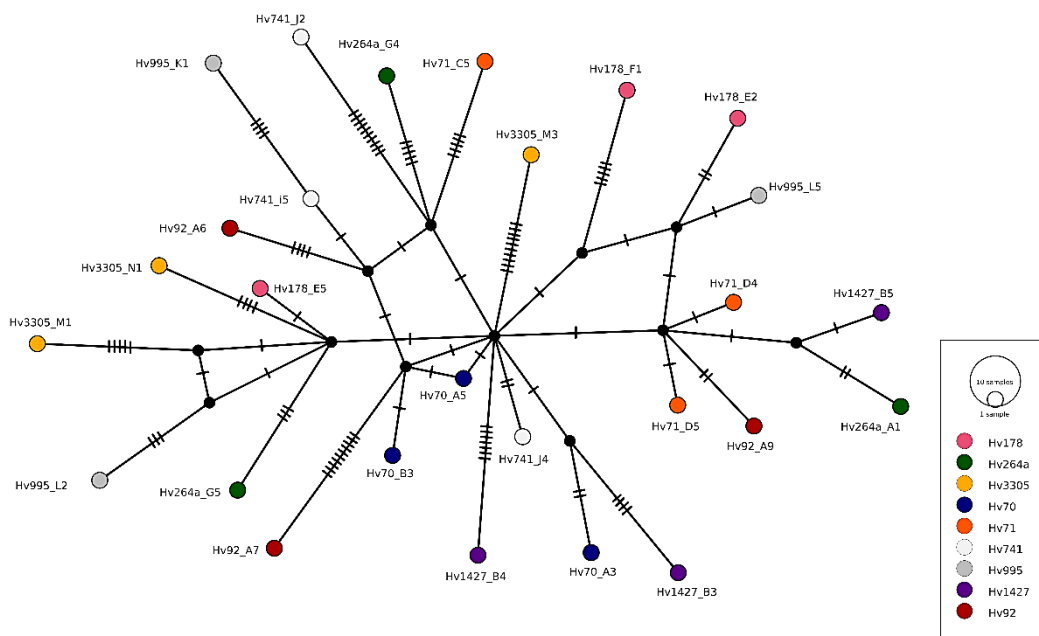 Hv741_J2
Hv264a_G4
Hv71_C5
Hv995_K1
Hv178_F1
Hv178_E2
Hv3305_M3
Hv741_i5
Hv995_L5
Hv92_A6
Hv3305_N1
Hv178_E5
Hv71_D4
Hv1427_B5
Hv3305_M1
Hv70_A5
Hv71_D5
Hv264a_A1
Hv92_A9
Hv741_J4
Hv70_B3
Hv995_L2
Hv264a_G5
Hv92_A7
Hv1427_B4
Hv70_A3
Hv1427_B3
10 samples
1 sample
Hv178
Hv264a
Hv3305
Hv70
Hv71
Hv741
Hv995
Hv1427
Hv92